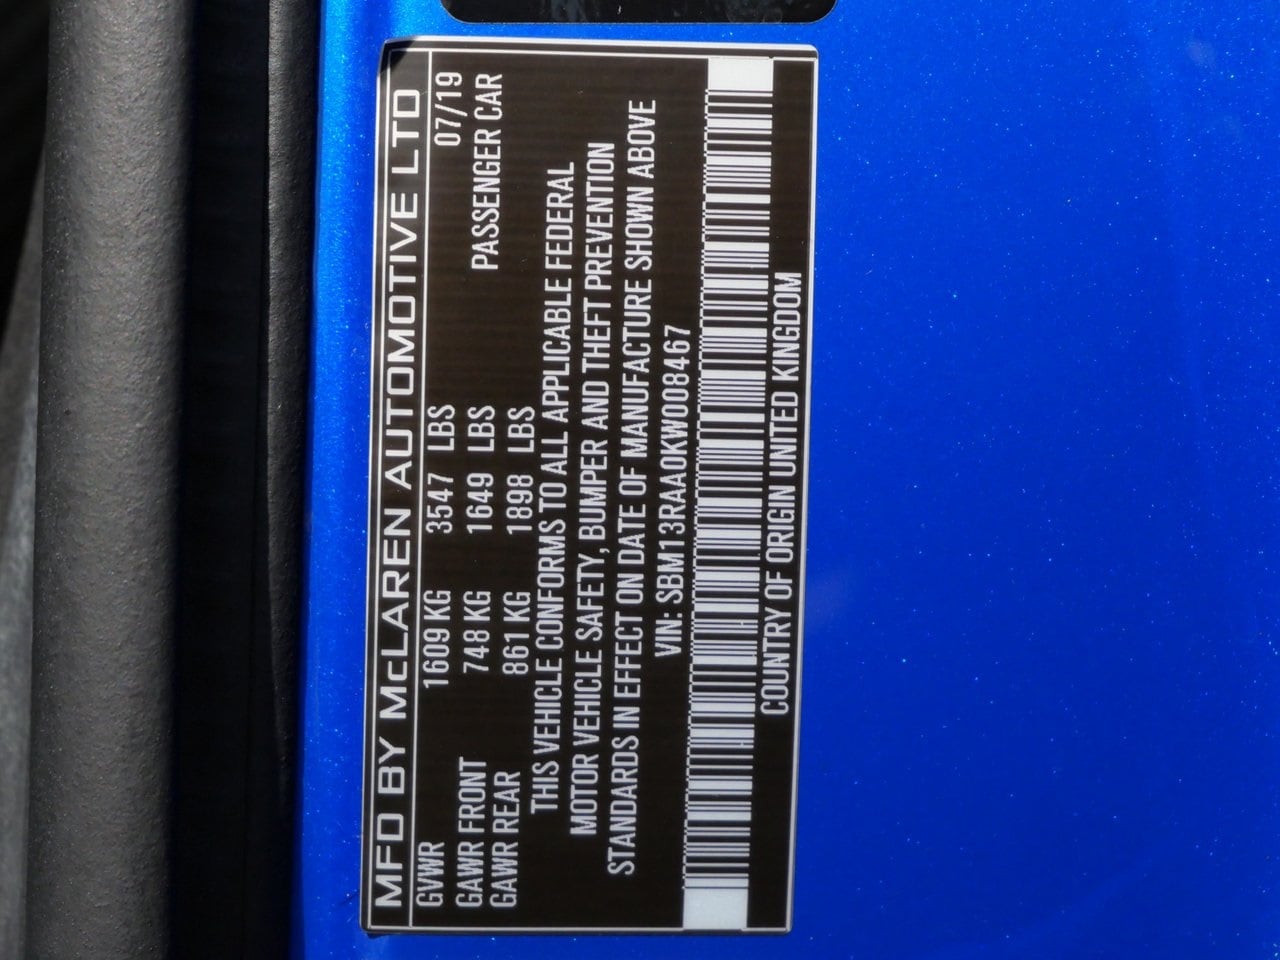 MFD BY McLAREN AUTOMOTIVE LTD
GVWR 1609 KG 3547 LBS 07/19
GAWR FRONT 748 KG 1649 LBS PASSENGER CAR
GAWR REAR 861 KG 1898 LBS
THIS VEHICLE CONFORMS TO ALL APPLICABLE FEDERAL
MOTOR VEHICLE SAFETY, BUMPER AND THEFT PREVENTION
STANDARDS IN EFFECT ON DATE OF MANUFACTURE SHOWN ABOVE
VIN: SBM13RAA0KW008467
COUNTRY OF ORIGIN UNITED KINGDOM